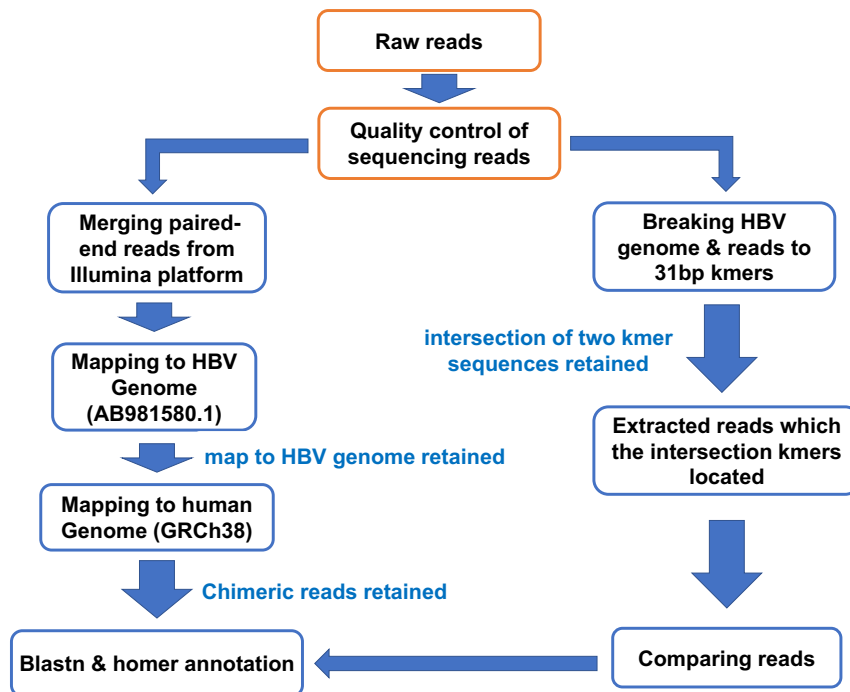 Raw reads
Quality control of
sequencing reads
Merging paired-
end reads from
Illumina platform
Mapping to HBV
Genome
(AB981580.1)
map to HBV genome retained
Mapping to human
Genome (GRCh38)
Chimeric reads retained
Blastn & homer annotation
Breaking HBV
genome & reads to
31bp kmers
intersection of two kmer
sequences retained
Extracted reads which
the intersection kmers
located
Comparing reads